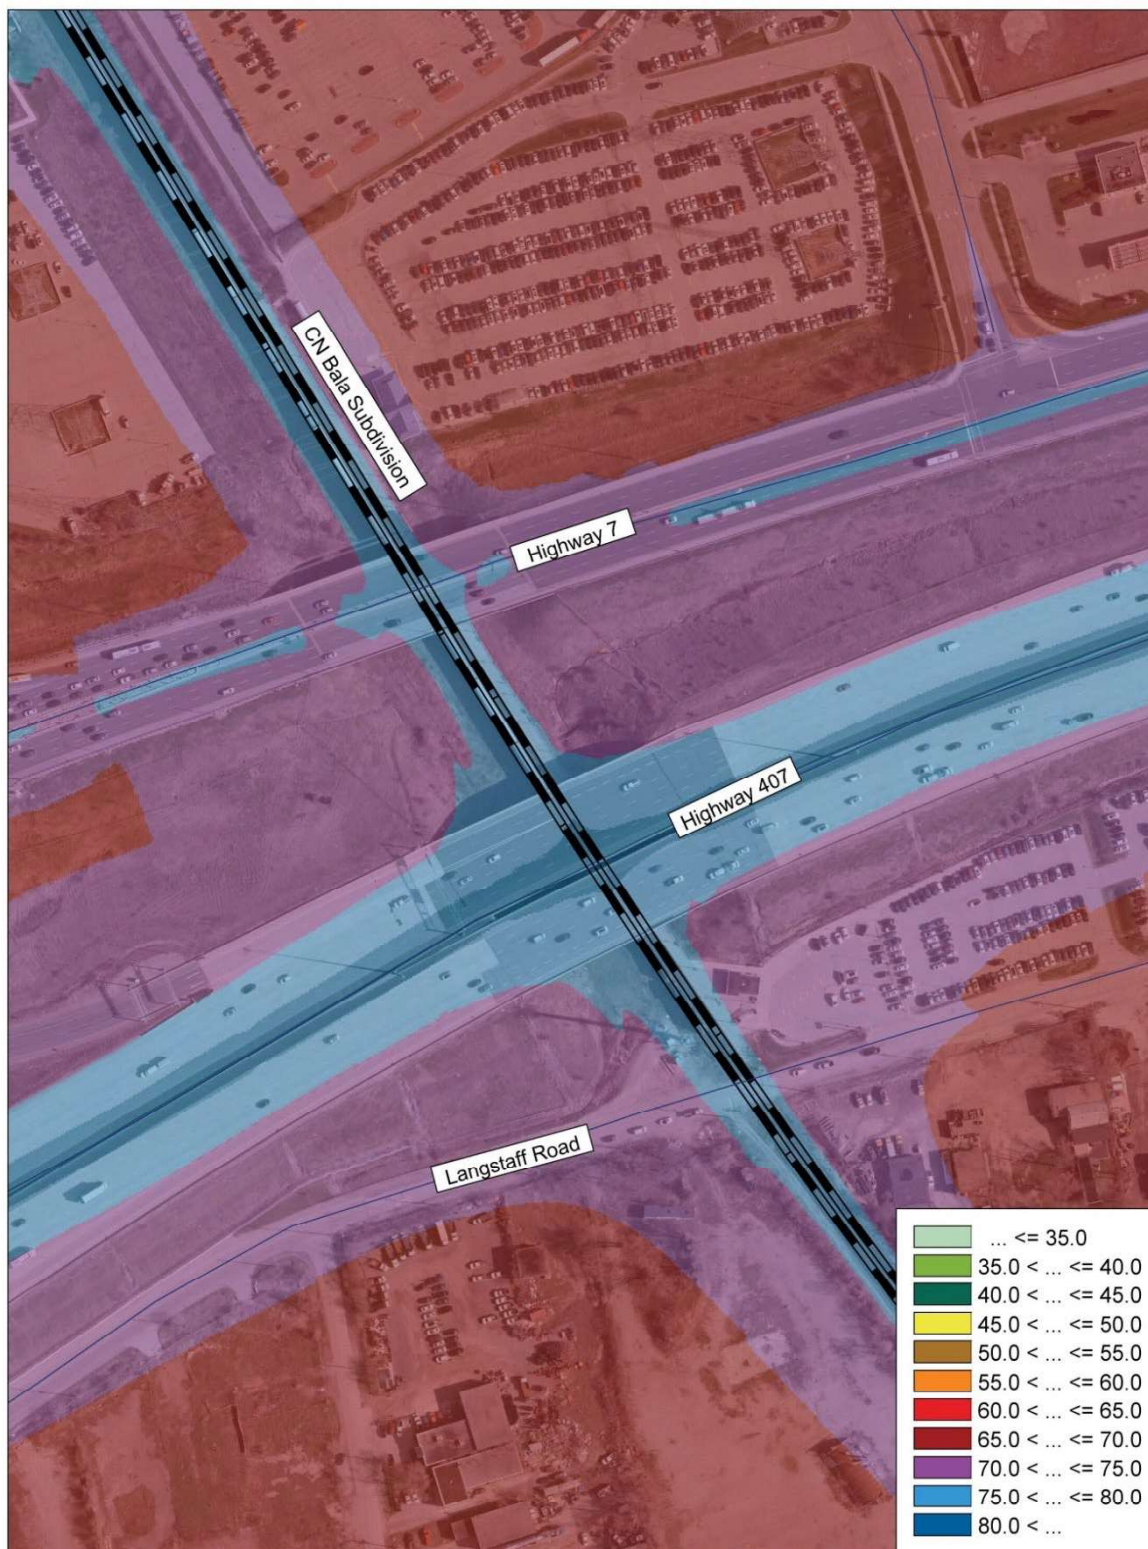 CN Bala Subdivision
Highway 7
Highway 407
Langstaff Road
... <= 35.0
35.0 < ... <= 40.0
40.0 < ... <= 45.0
45.0 < ... <= 50.0
50.0 < ... <= 55.0
55.0 < ... <= 60.0
60.0 < ... <= 65.0
65.0 < ... <= 70.0
70.0 < ... <= 75.0
75.0 < ... <= 80.0
80.0 < ...